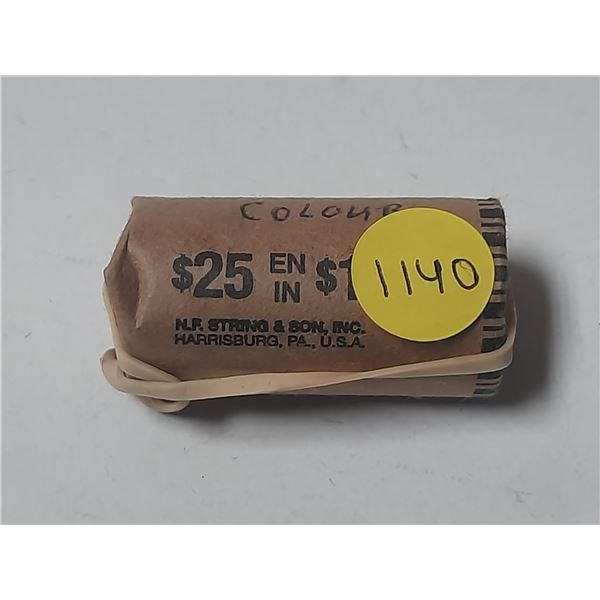 COLOUR
$25 EN $1
IN
1140
N.F. STRING & SON, INC.
HARRISBURG, PA., U.S.A.